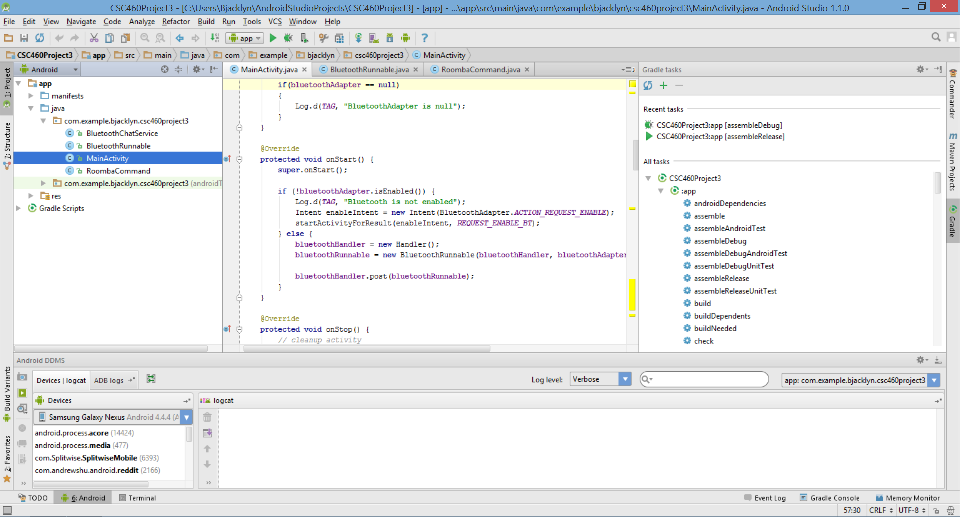 CSC460Project3 - [C:\Users\Bjacklyn\AndroidStudioProjects\CSC460Project3] - [app] - ...\app\src\main\java\com\example\bjacklyn\csc460project3\MainActivity.java - Android Studio 1.1.0
File Edit View Navigate Code Analyze Refactor Build Run Tools VCS Window Help
app
CSC460Project3 app src main java com example bjacklyn csc460project3 MainActivity
1: Project
2: Structure
Android
app
manifests
java
com.example.bjacklyn.csc460project3
BluetoothChatService
BluetoothRunnable
MainActivity
RoombaCommand
com.example.bjacklyn.csc460project3 (androidT
res
Gradle Scripts
MainActivity.java BluetoothRunnable.java RoombaCommand.java
if(bluetoothAdapter == null)
{
Log.d(TAG, "BluetoothAdapter is null");
}
}
@Override
protected void onStart() {
super.onStart();
if (!bluetoothAdapter.isEnabled()) {
Log.d(TAG, "Bluetooth is not enabled");
Intent enableIntent = new Intent(BluetoothAdapter.ACTION_REQUEST_ENABLE);
startActivityForResult(enableIntent, REQUEST_ENABLE_BT);
} else {
bluetoothHandler = new Handler();
bluetoothRunnable = new BluetoothRunnable(bluetoothHandler, bluetoothAdapter
bluetoothHandler.post(bluetoothRunnable);
}
}
@Override
protected void onStop() {
// cleanup activity
Gradle tasks
Recent tasks
CSC460Project3:app [assembleDebug]
CSC460Project3:app [assembleRelease]
All tasks
CSC460Project3
:app
androidDependencies
assemble
assembleAndroidTest
assembleDebug
assembleDebugAndroidTest
assembleDebugUnitTest
assembleRelease
assembleReleaseUnitTest
build
buildDependents
buildNeeded
check
Commander
Maven Projects
Gradle
Build Variants
2: Favorites
Android DDMS
Devices | logcat ADB logs
Log level: Verbose app: com.example.bjacklyn.csc460project3
Devices
Samsung Galaxy Nexus Android 4.4.4 (A
android.process.acore (14424)
android.process.media (477)
com.Splitwise.SplitwiseMobile (6393)
com.andrewshu.android.reddit (2166)
logcat
TODO 6: Android Terminal Event Log Gradle Console Memory Monitor
57:30 CRLF UTF-8